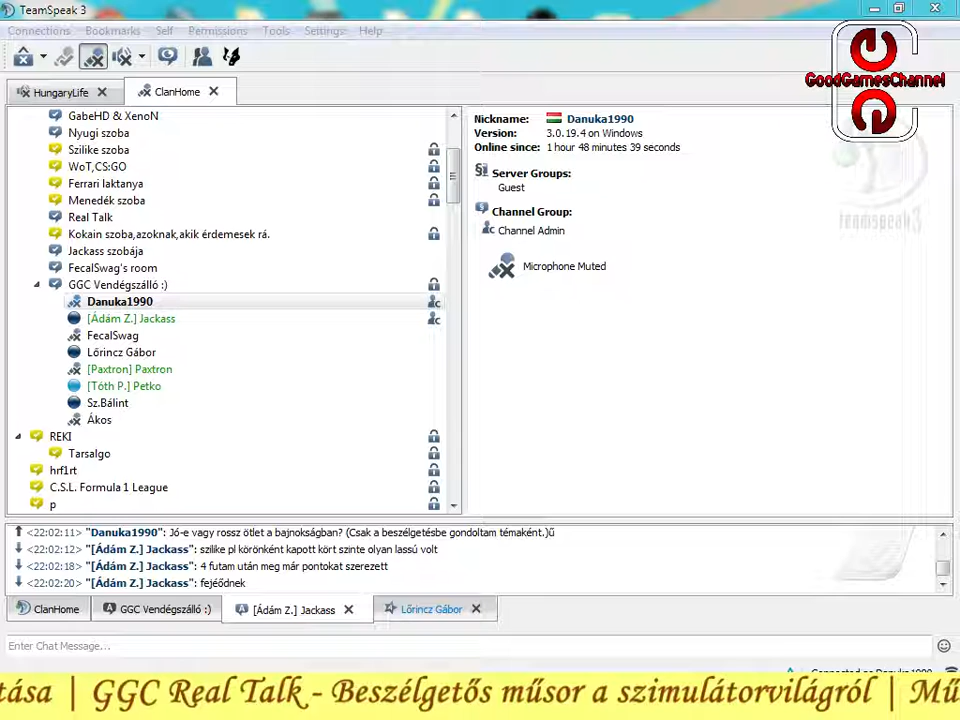 TeamSpeak 3
Connections Bookmarks Self Permissions Tools Settings Help
GoodGamesChannel
HungaryLife ClanHome
GabeHD & XenoN
Nyugi szoba
Szilike szoba
WoT,CS:GO
Ferrari laktanya
Menedék szoba
Real Talk
Kokain szoba,azoknak,akik érdemesek rá.
Jackass szobája
FecalSwag's room
GGC Vendégszálló :)
Danuka1990
[Ádám Z.] Jackass
FecalSwag
Lőrincz Gábor
[Paxtron] Paxtron
[Tóth P.] Petko
Sz.Bálint
Ákos
REKI
Tarsalgo
hrf1rt
C.S.L. Formula 1 League
p
Nickname: Danuka1990
Version: 3.0.19.4 on Windows
Online since: 1 hour 48 minutes 39 seconds
Server Groups:
Guest
Channel Group:
Channel Admin
Microphone Muted
teamspeak3
<22:02:11> "Danuka1990": Jó-e vagy rossz ötlet a bajnokságban? (Csak a beszélgetésbe gondoltam témaként.)ű
<22:02:12> "[Ádám Z.] Jackass": szilike pl körönként kapott kört szinte olyan lassú volt
<22:02:18> "[Ádám Z.] Jackass": 4 futam után meg már pontokat szerezett
<22:02:20> "[Ádám Z.] Jackass": fejéődnek
ClanHome GGC Vendégszálló :) [Ádám Z.] Jackass Lőrincz Gábor
Enter Chat Message...
Connected as Danuka1990
tása | GGC Real Talk - Beszélgetős műsor a szimulátorvilágról | Mű